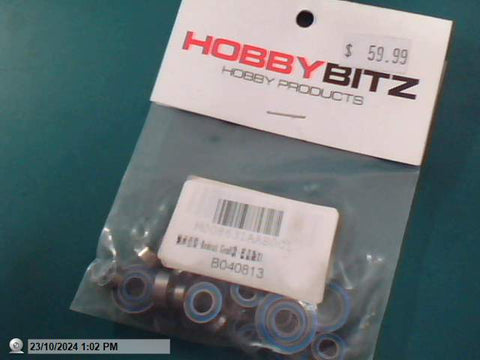 $ 59.99
HOBBYBITZ
HOBBY PRODUCTS
B040813
23/10/2024 1:02 PM